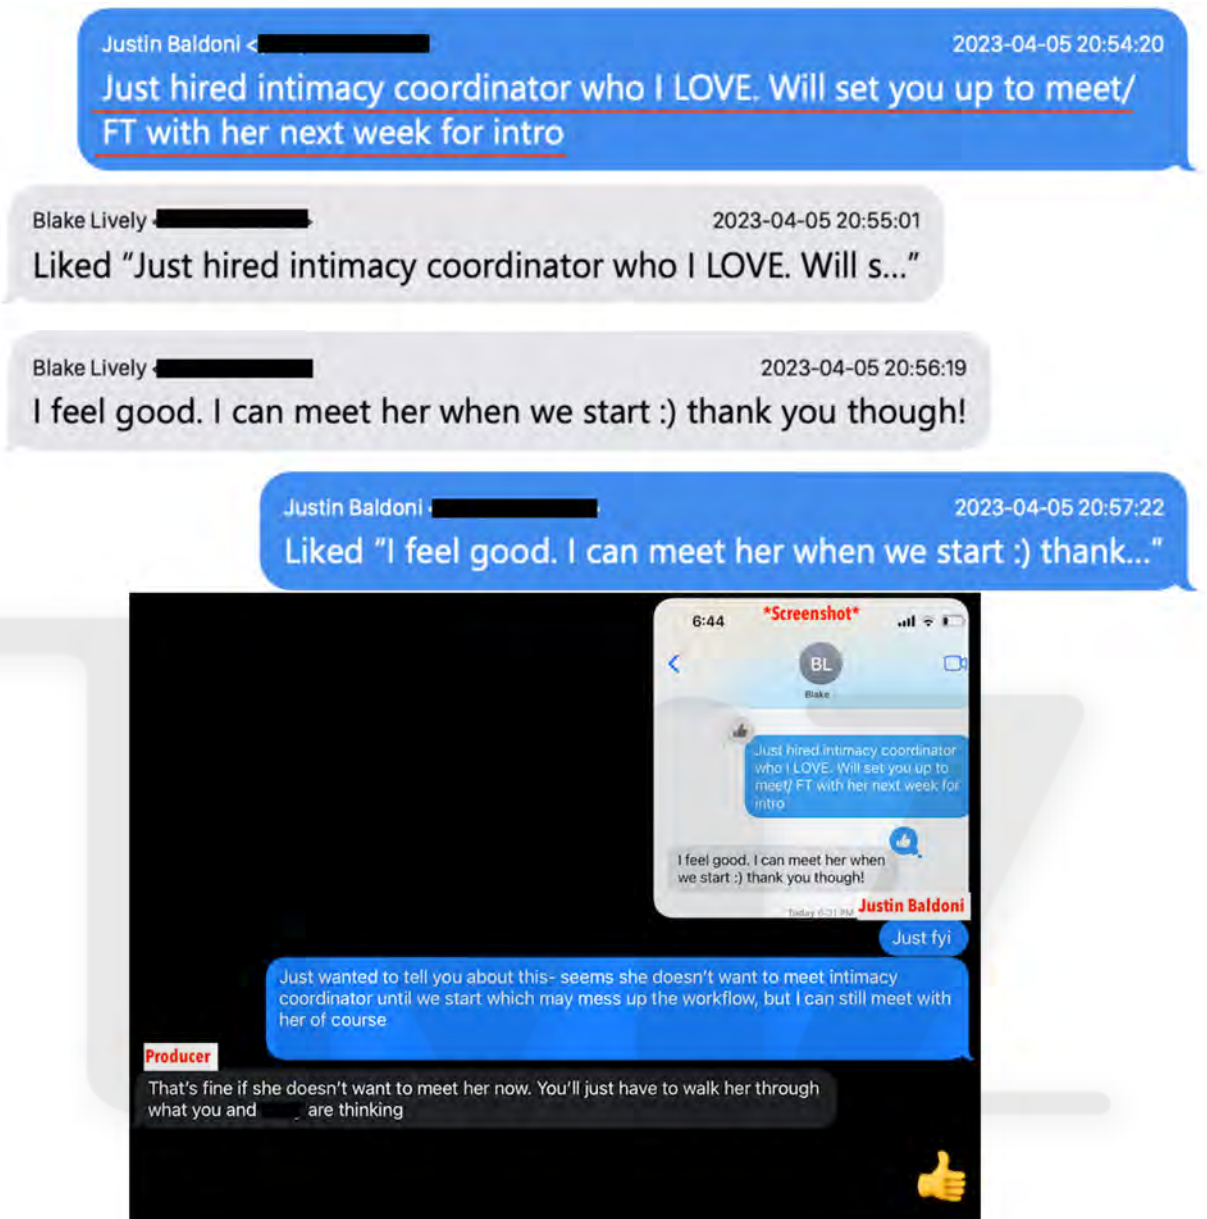 Justin Baldoni <
2023-04-05 20:54:20
Just hired intimacy coordinator who I LOVE. Will set you up to meet/
FT with her next week for intro
Blake Lively
2023-04-05 20:55:01
Liked “Just hired intimacy coordinator who I LOVE. Will s...”
Blake Lively
2023-04-05 20:56:19
I feel good. I can meet her when we start :) thank you though!
Justin Baldoni
2023-04-05 20:57:22
Liked “I feel good. I can meet her when we start :) thank...”
6:44
*Screenshot*
BL
Blake
Just hired intimacy coordinator
who I LOVE. Will set you up to
meet/ FT with her next week for
intro
I feel good. I can meet her when
we start :) thank you though!
Today 6:31 PM
Justin Baldoni
Just fyi
Just wanted to tell you about this- seems she doesn’t want to meet intimacy
coordinator until we start which may mess up the workflow, but I can still meet with
her of course
Producer
That’s fine if she doesn’t want to meet her now. You’ll just have to walk her through
what you and are thinking
TMZ